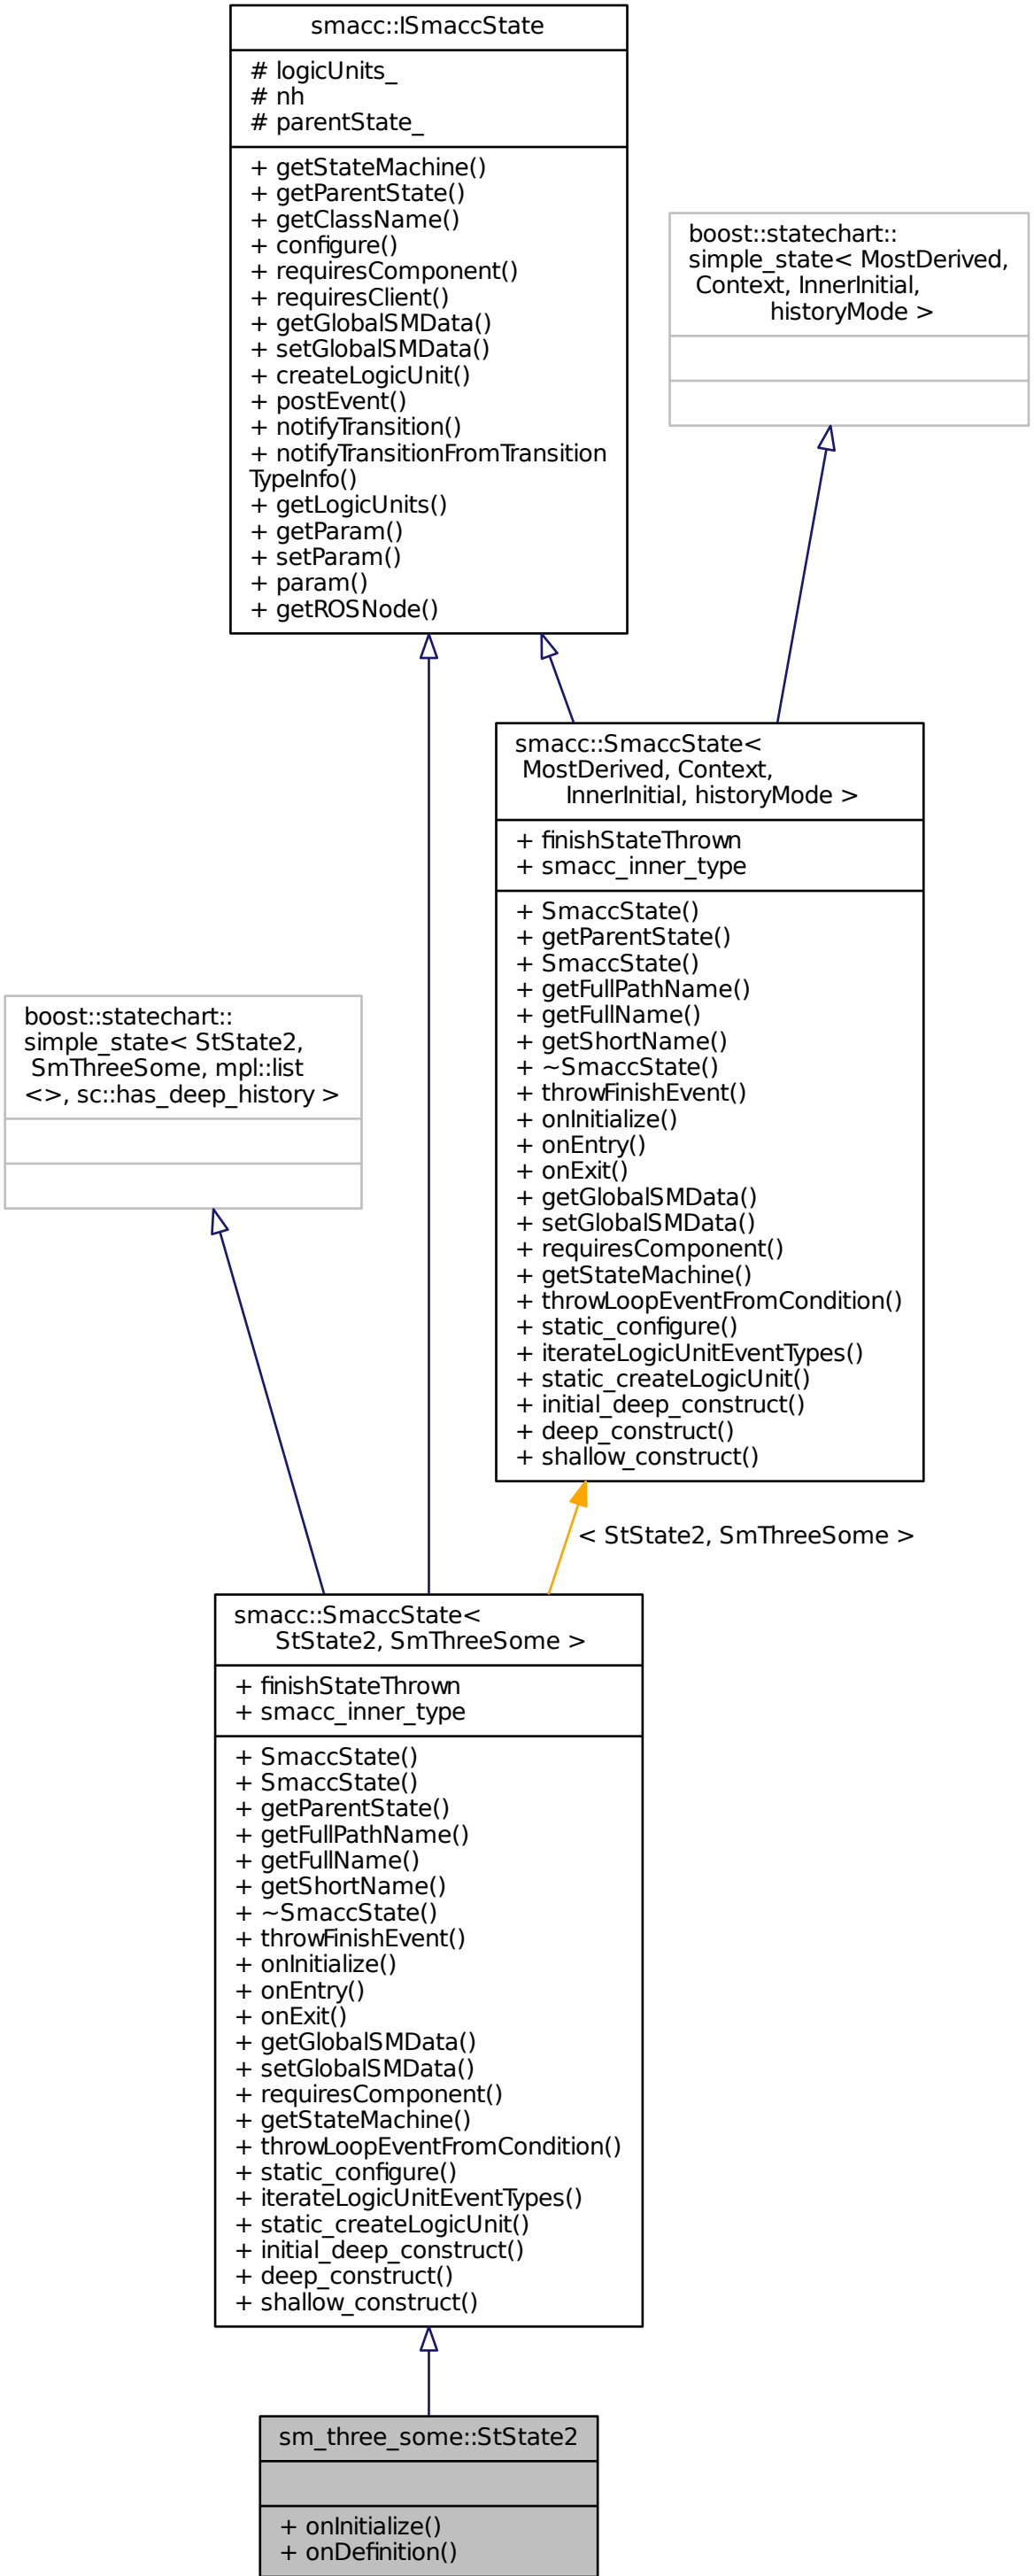 smacc::ISmaccState
# logicUnits_
# nh
# parentState_
+ getStateMachine()
+ getParentState()
+ getClassName()
+ configure()
+ requiresComponent()
+ requiresClient()
+ getGlobalSMData()
+ setGlobalSMData()
+ createLogicUnit()
+ postEvent()
+ notifyTransition()
+ notifyTransitionFromTransition
TypeInfo()
+ getLogicUnits()
+ getParam()
+ setParam()
+ param()
+ getROSNode()
boost::statechart::
simple_state< MostDerived,
Context, InnerInitial,
historyMode >
smacc::SmaccState<
MostDerived, Context,
InnerInitial, historyMode >
+ finishStateThrown
+ smacc_inner_type
+ SmaccState()
+ getParentState()
+ SmaccState()
+ getFullPathName()
+ getFullName()
+ getShortName()
+ ~SmaccState()
+ throwFinishEvent()
+ onInitialize()
+ onEntry()
+ onExit()
+ getGlobalSMData()
+ setGlobalSMData()
+ requiresComponent()
+ getStateMachine()
+ throwLoopEventFromCondition()
+ static_configure()
+ iterateLogicUnitEventTypes()
+ static_createLogicUnit()
+ initial_deep_construct()
+ deep_construct()
+ shallow_construct()
boost::statechart::
simple_state< StState2,
SmThreeSome, mpl::list
<>, sc::has_deep_history >
< StState2, SmThreeSome >
smacc::SmaccState<
StState2, SmThreeSome >
+ finishStateThrown
+ smacc_inner_type
+ SmaccState()
+ SmaccState()
+ getParentState()
+ getFullPathName()
+ getFullName()
+ getShortName()
+ ~SmaccState()
+ throwFinishEvent()
+ onInitialize()
+ onEntry()
+ onExit()
+ getGlobalSMData()
+ setGlobalSMData()
+ requiresComponent()
+ getStateMachine()
+ throwLoopEventFromCondition()
+ static_configure()
+ iterateLogicUnitEventTypes()
+ static_createLogicUnit()
+ initial_deep_construct()
+ deep_construct()
+ shallow_construct()
sm_three_some::StState2
+ onInitialize()
+ onDefinition()